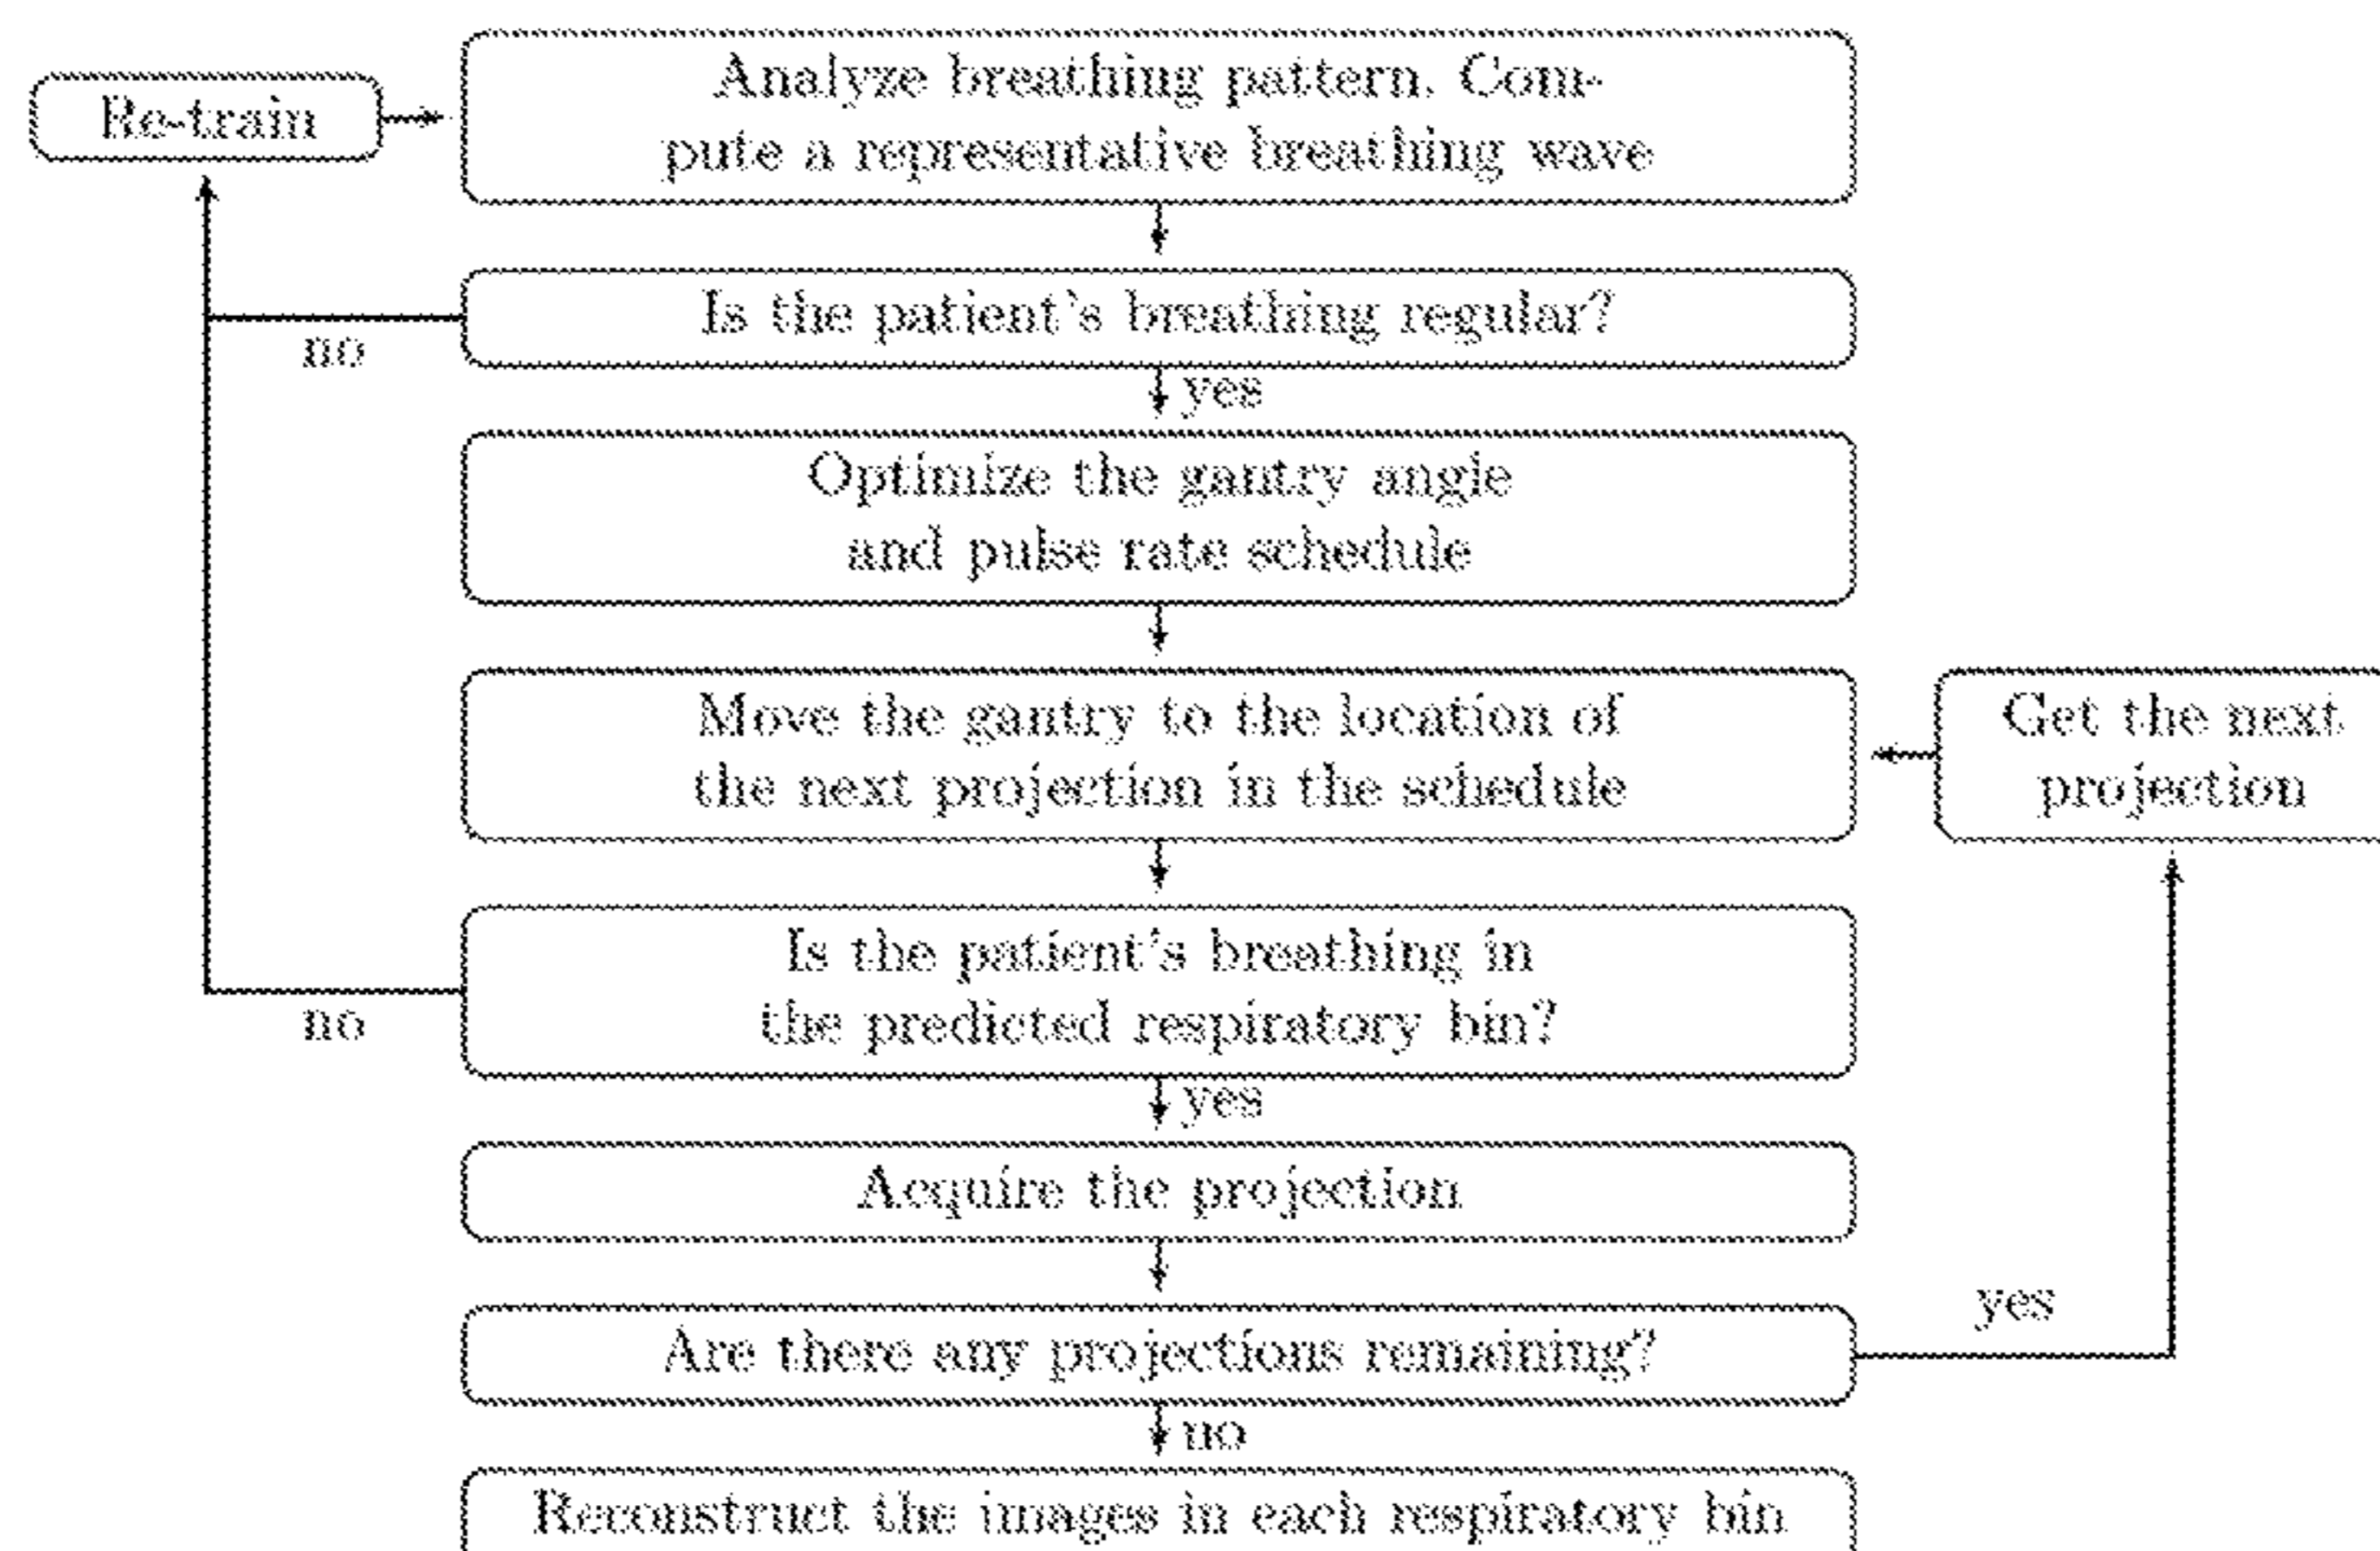 Re-train
Analyze breathing pattern. Com-
pute a representative breathing wave
Is the patient's breathing regular?
no
yes
Optimize the gantry angle
and pulse rate schedule
Move the gantry to the location of
the next projection in the schedule
Get the next
projection
Is the patient's breathing in
the predicted respiratory bin?
no
yes
Acquire the projection
Are there any projections remaining?
yes
no
Reconstruct the images in each respiratory bin